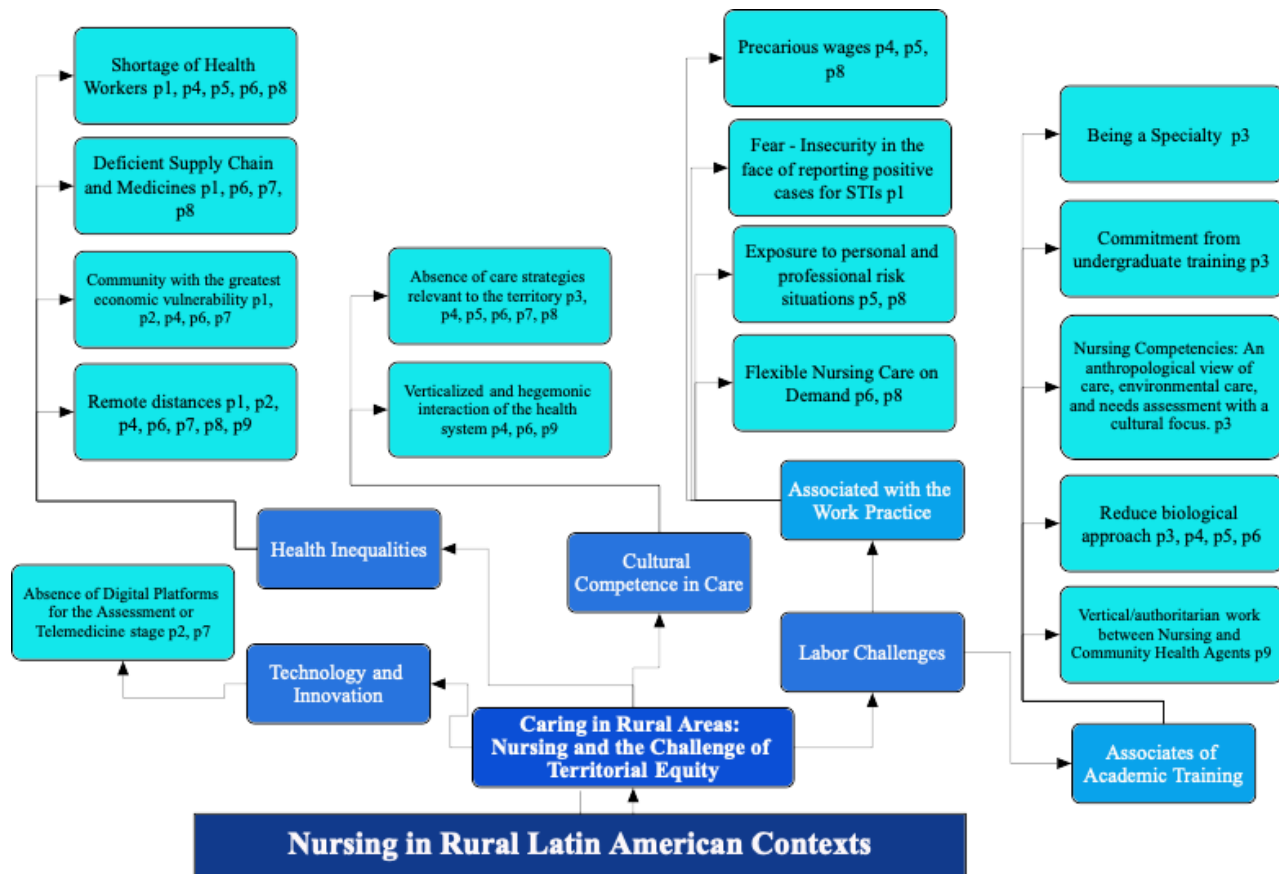 Shortage of Health
Workers p1, p4, p5, p6, p8
Deficient Supply Chain
and Medicines p1, p6, p7,
p8
Community with the greatest
economic vulnerability p1,
p2, p4, p6, p7
Remote distances p1, p2,
p4, p6, p7, p8, p9
Health Inequalities
Absence of Digital Platforms
for the Assessment or
Telemedicine stage p2, p7
Technology and
Innovation
Absence of care strategies
relevant to the territory p3,
p4, p5, p6, p7, p8
Verticalized and hegemonic
interaction of the health
system p4, p6, p9
Cultural
Competence in Care
Precarious wages p4, p5,
p8
Fear - Insecurity in the
face of reporting positive
cases for STIs p1
Exposure to personal and
professional risk
situations p5, p8
Flexible Nursing Care on
Demand p6, p8
Associated with the
Work Practice
Labor Challenges
Being a Specialty p3
Commitment from
undergraduate training p3
Nursing Competencies: An
anthropological view of
care, environmental care,
and needs assessment with a
cultural focus. p3
Reduce biological
approach p3, p4, p5, p6
Vertical/authoritarian work
between Nursing and
Community Health Agents p9
Associates of
Academic Training
Caring in Rural Areas:
Nursing and the Challenge of
Territorial Equity
Nursing in Rural Latin American Contexts